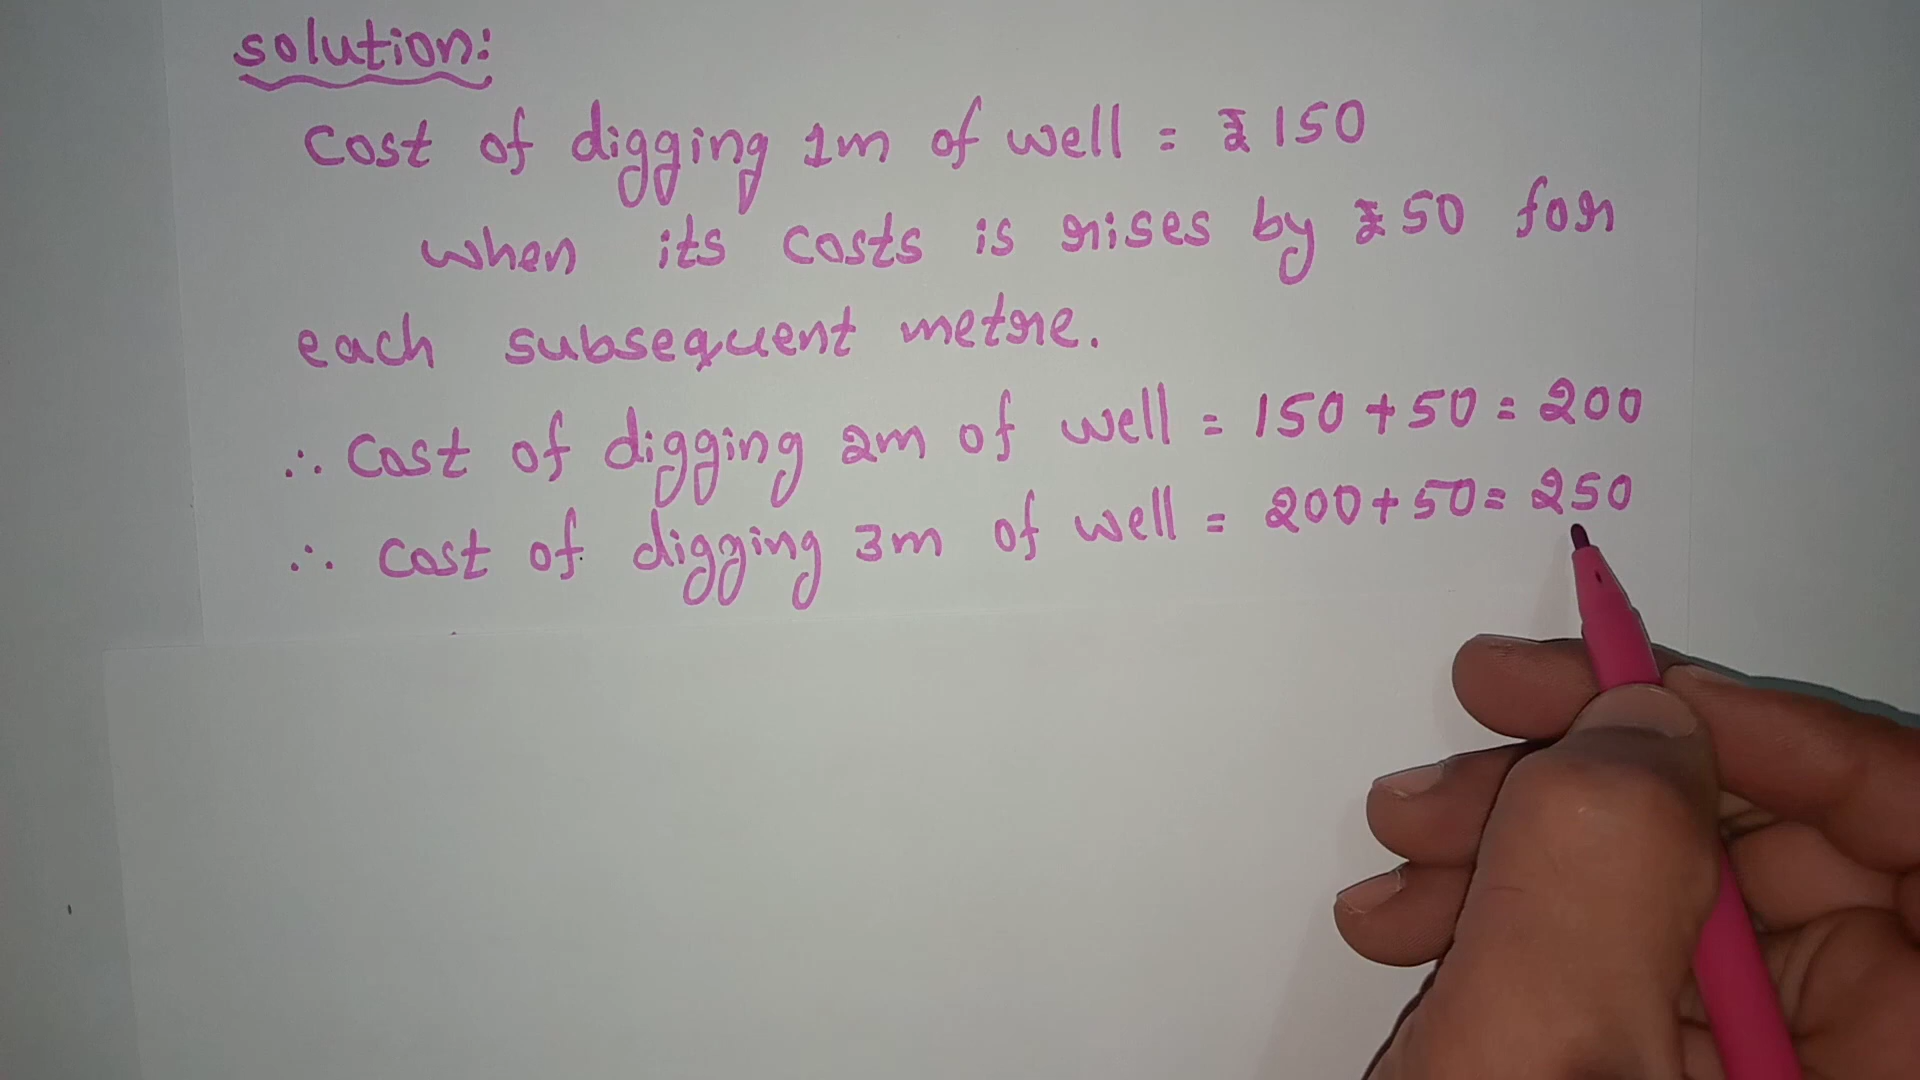 solution:
Cost of digging 1m of well = ₹150
when its costs is rises by ₹50 for
each subsequent metre.
∴ Cost of digging 2m of well = 150+50 = 200
∴ Cost of digging 3m of well = 200+50 = 250